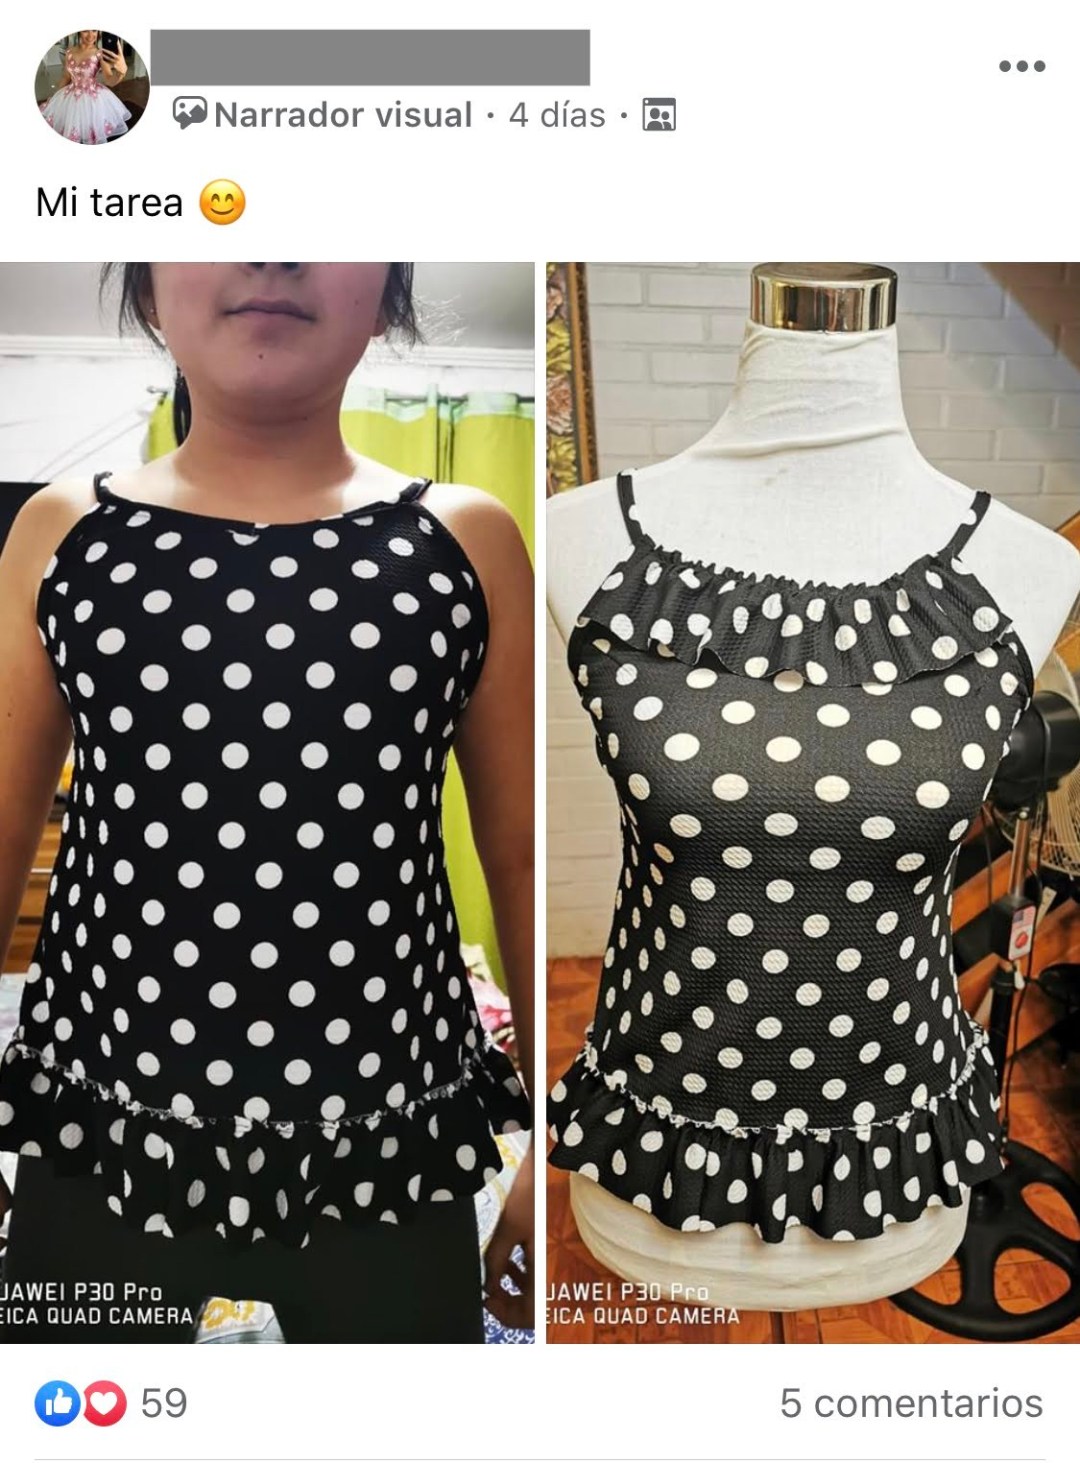 Narrador visual · 4 días ·
Mi tarea 😊
JAWEI P30 Pro
EICA QUAD CAMERA
JAWEI P30 Pro
EICA QUAD CAMERA
59
5 comentarios